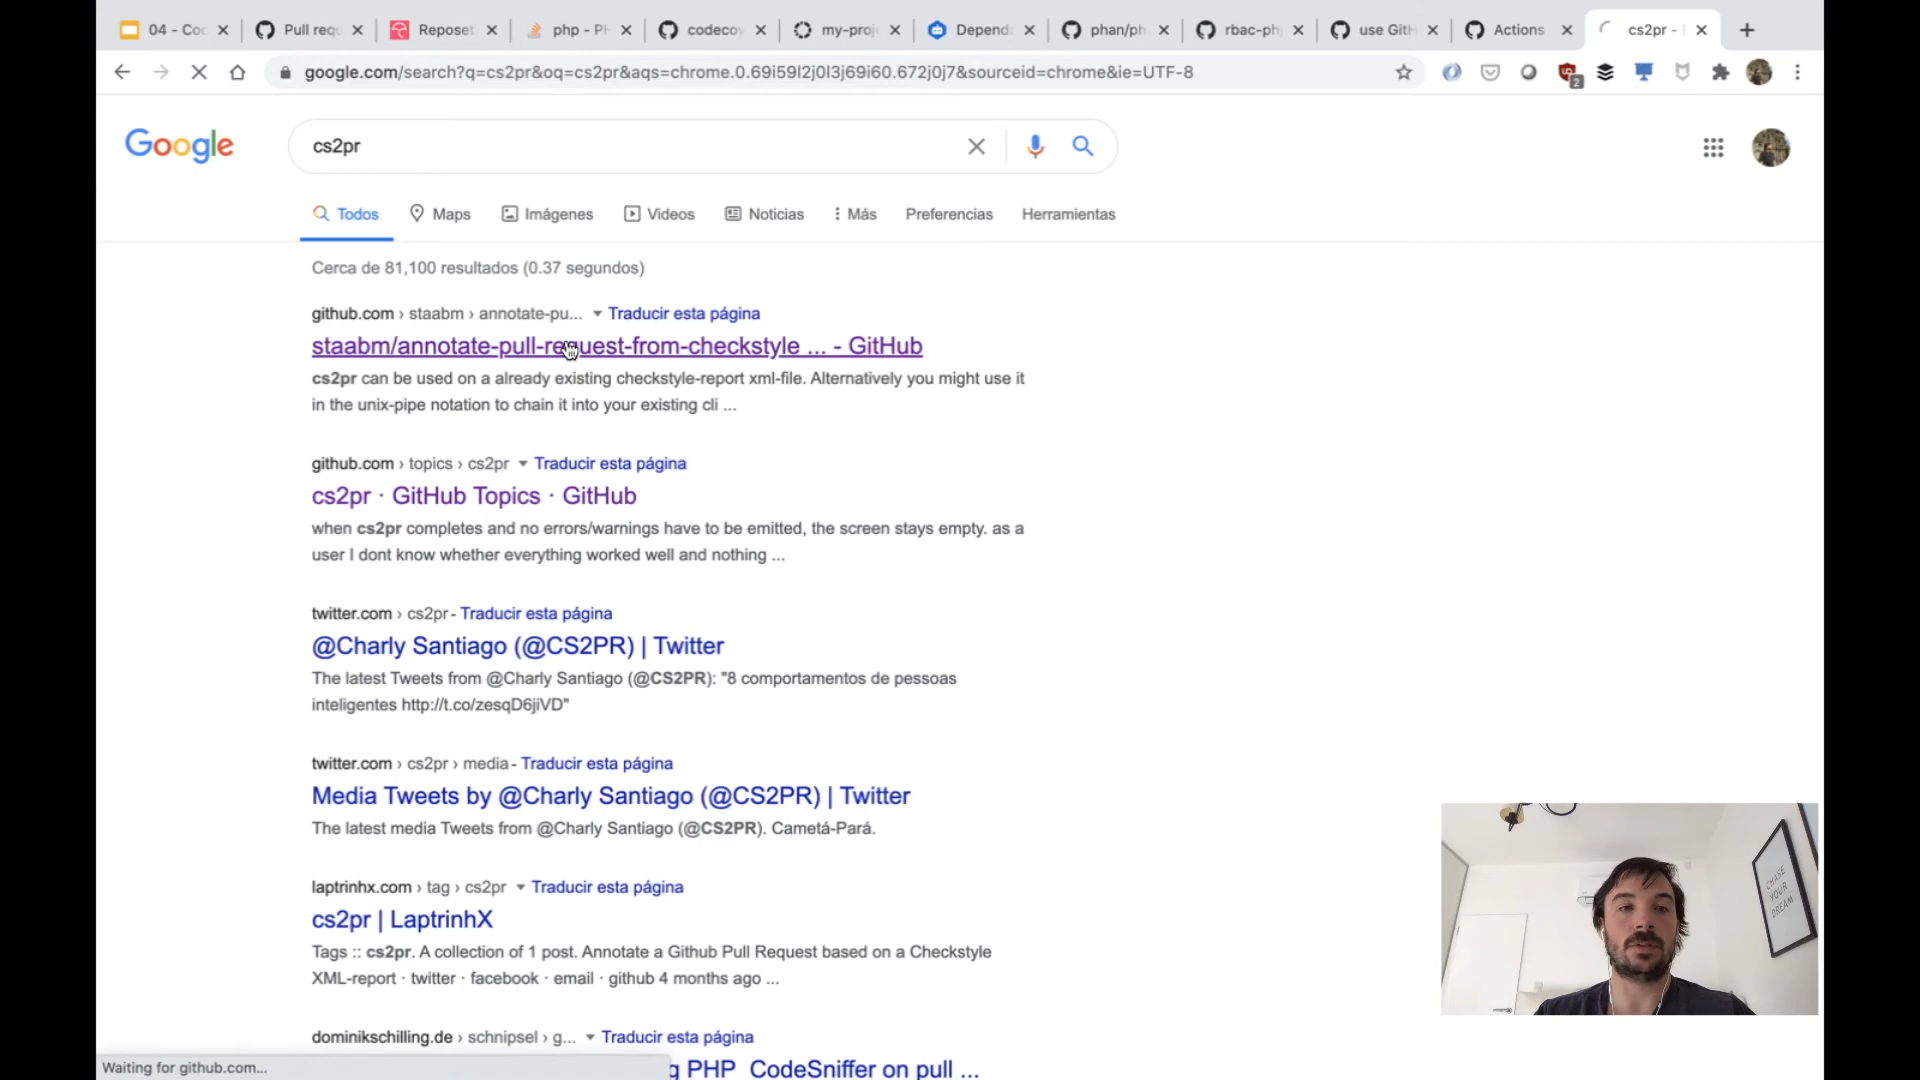 04 - Coc
Pull requ
Reposet
php - PH
codecov
my-proj
Depend
phan/ph
rbac-ph
use GitH
Actions
cs2pr -
google.com/search?q=cs2pr&oq=cs2pr&aqs=chrome.0.69i59l2j0l3j69i60.672j0j7&sourceid=chrome&ie=UTF-8
2
Google
cs2pr
Todos Maps Imágenes Videos Noticias Más Preferencias Herramientas
Cerca de 81,100 resultados (0.37 segundos)
github.com › staabm › annotate-pu... Traducir esta página
staabm/annotate-pull-request-from-checkstyle ... - GitHub
cs2pr can be used on a already existing checkstyle-report xml-file. Alternatively you might use it
in the unix-pipe notation to chain it into your existing cli ...
github.com › topics › cs2pr Traducir esta página
cs2pr · GitHub Topics · GitHub
when cs2pr completes and no errors/warnings have to be emitted, the screen stays empty. as a
user I dont know whether everything worked well and nothing ...
twitter.com › cs2pr - Traducir esta página
@Charly Santiago (@CS2PR) | Twitter
The latest Tweets from @Charly Santiago (@CS2PR): "8 comportamentos de pessoas
inteligentes http://t.co/zesqD6jiVD"
twitter.com › cs2pr › media - Traducir esta página
Media Tweets by @Charly Santiago (@CS2PR) | Twitter
The latest media Tweets from @Charly Santiago (@CS2PR). Cametá-Pará.
laptrinhx.com › tag › cs2pr Traducir esta página
cs2pr | LaptrinhX
Tags :: cs2pr. A collection of 1 post. Annotate a Github Pull Request based on a Checkstyle
XML-report · twitter · facebook · email · github 4 months ago ...
dominikschilling.de › schnipsel › g... Traducir esta página
g PHP_CodeSniffer on pull ...
Waiting for github.com...
CHASE
YOUR
DREAM